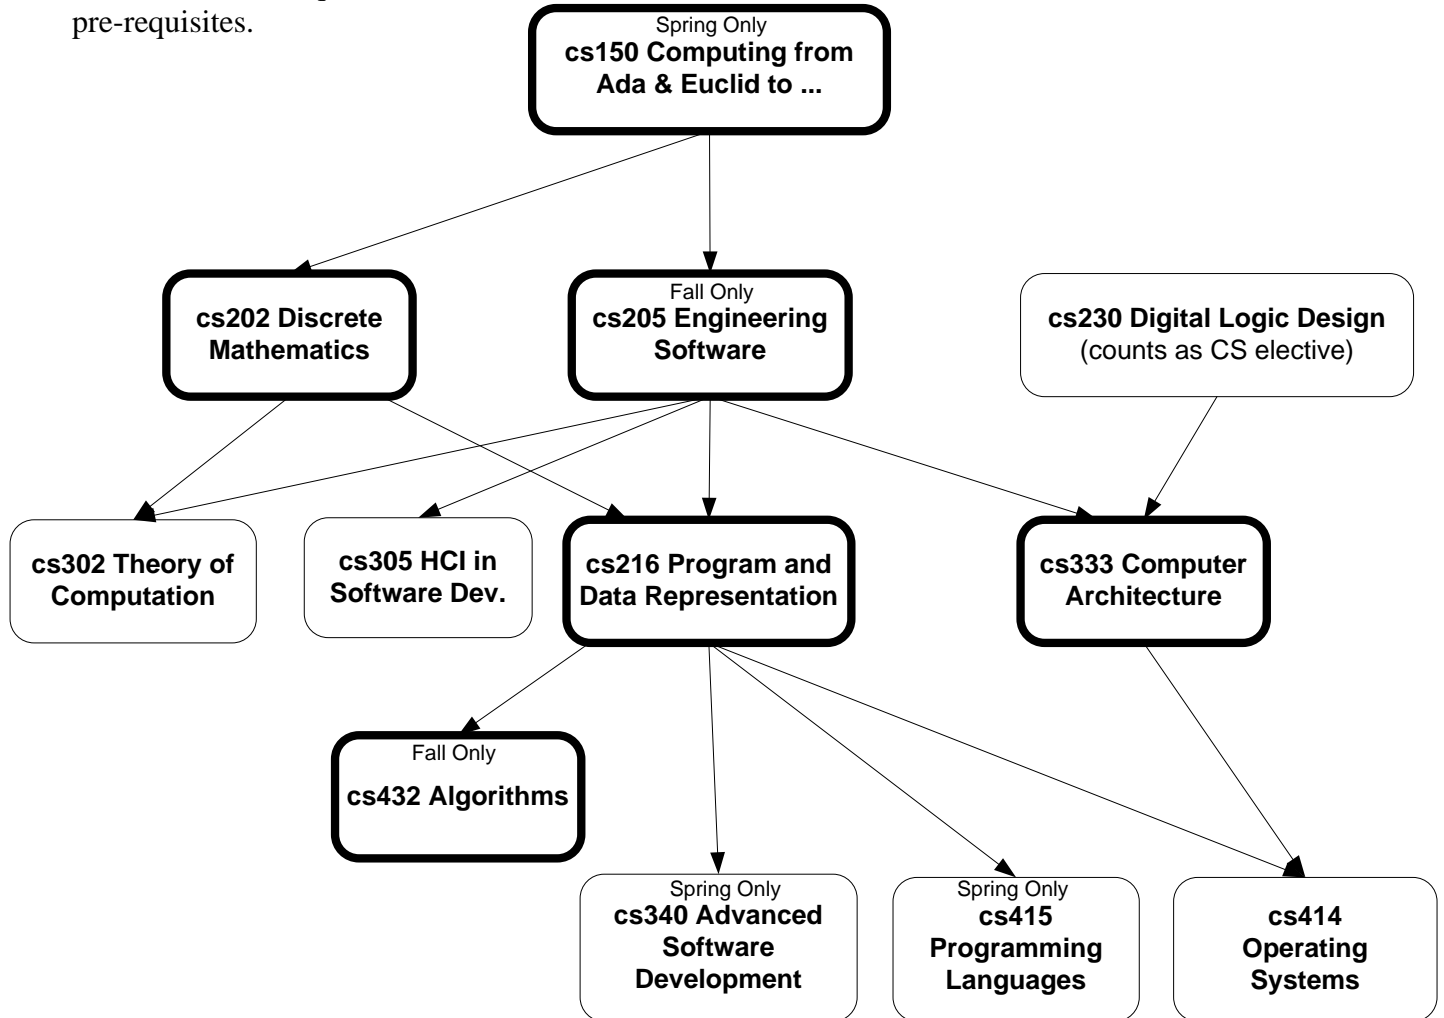 pre-requisites.
Spring Only
cs150 Computing from
Ada & Euclid to ...
cs202 Discrete
Mathematics
Fall Only
cs205 Engineering
Software
cs230 Digital Logic Design
(counts as CS elective)
cs302 Theory of
Computation
cs305 HCI in
Software Dev.
cs216 Program and
Data Representation
cs333 Computer
Architecture
Fall Only
cs432 Algorithms
Spring Only
cs340 Advanced
Software
Development
Spring Only
cs415
Programming
Languages
cs414
Operating
Systems